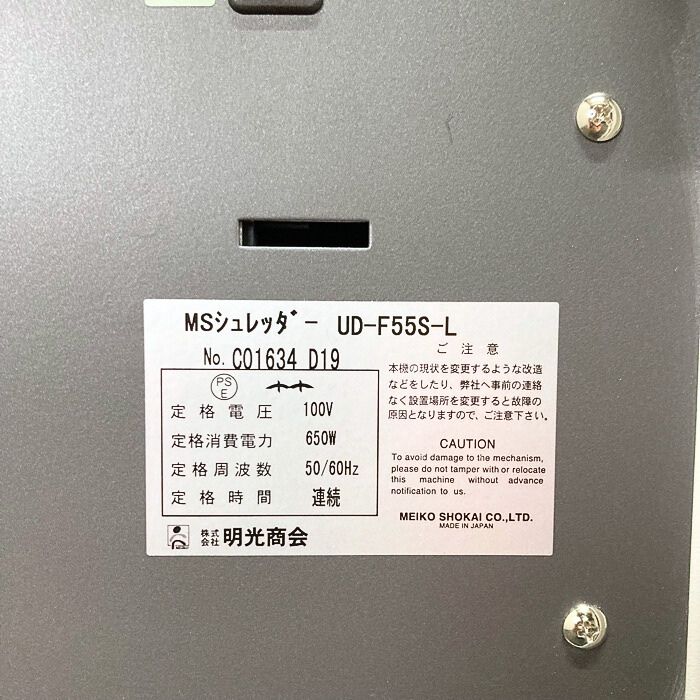 MSシュレッダー UD-F55S-L
No. C01634 D19
PS
E
定格電圧 100V
定格消費電力 650W
定格周波数 50/60Hz
定格時間 連続
株式
会社 明光商会
ご注意
本機の現状を変更するような改造
などをしたり、弊社へ事前の連絡
なく設置場所を変更すると故障の
原因となりますので、ご注意下さい。
CAUTION
To avoid damage to the mechanism,
please do not tamper with or relocate
this machine without advance
notification to us.
MEIKO SHOKAI CO.,LTD.
MADE IN JAPAN